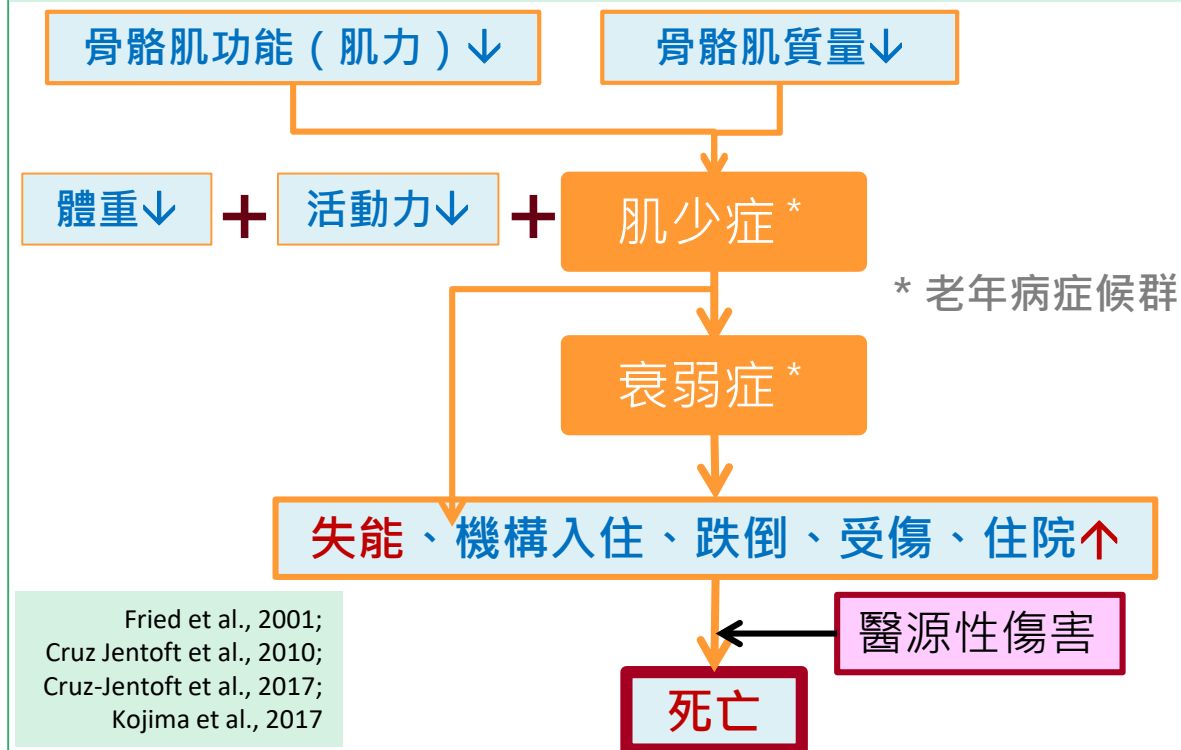 骨骼肌功能（肌力）↓
骨骼肌質量↓
體重↓
+
活動力↓
+
肌少症*
* 老年病症候群
衰弱症*
失能、機構入住、跌倒、受傷、住院↑
醫源性傷害
死亡
Fried et al., 2001;
Cruz Jentoft et al., 2010;
Cruz-Jentoft et al., 2017;
Kojima et al., 2017